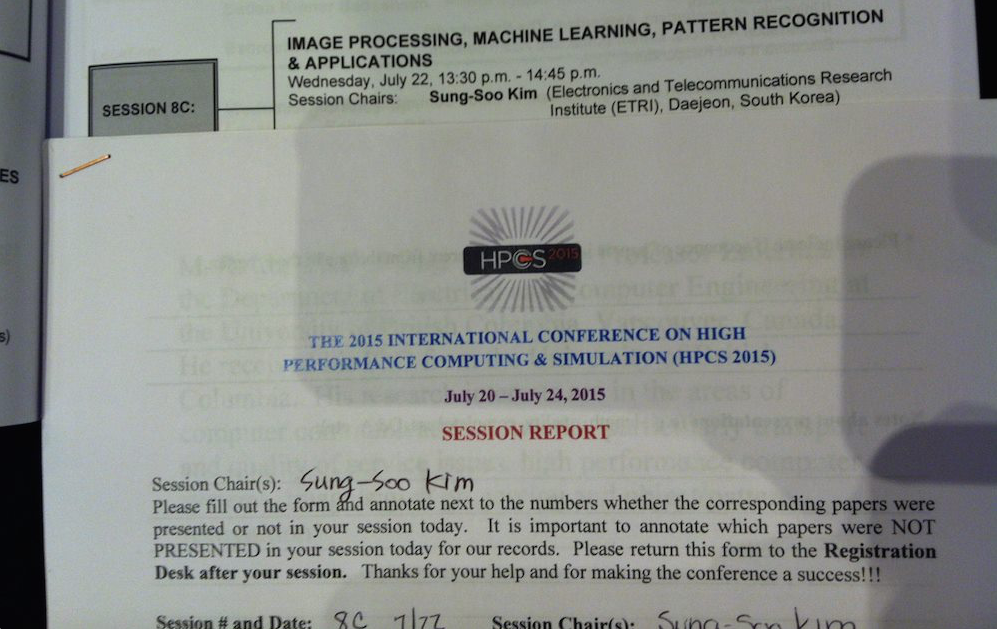 IMAGE PROCESSING, MACHINE LEARNING, PATTERN RECOGNITION
& APPLICATIONS
Wednesday, July 22, 13:30 p.m. - 14:45 p.m.
Session Chairs: Sung-Soo Kim (Electronics and Telecommunications Research
Institute (ETRI), Daejeon, South Korea)
SESSION 8C:
ES
s)
HPCS 2015
THE 2015 INTERNATIONAL CONFERENCE ON HIGH
PERFORMANCE COMPUTING & SIMULATION (HPCS 2015)
July 20 – July 24, 2015
SESSION REPORT
Session Chair(s): Sung-Soo Kim
Please fill out the form and annotate next to the numbers whether the corresponding papers were
presented or not in your session today. It is important to annotate which papers were NOT
PRESENTED in your session today for our records. Please return this form to the Registration
Desk after your session. Thanks for your help and for making the conference a success!!!
Session # and Date: 8C 7/22 Session Chair(s): Sung-Soo Kim